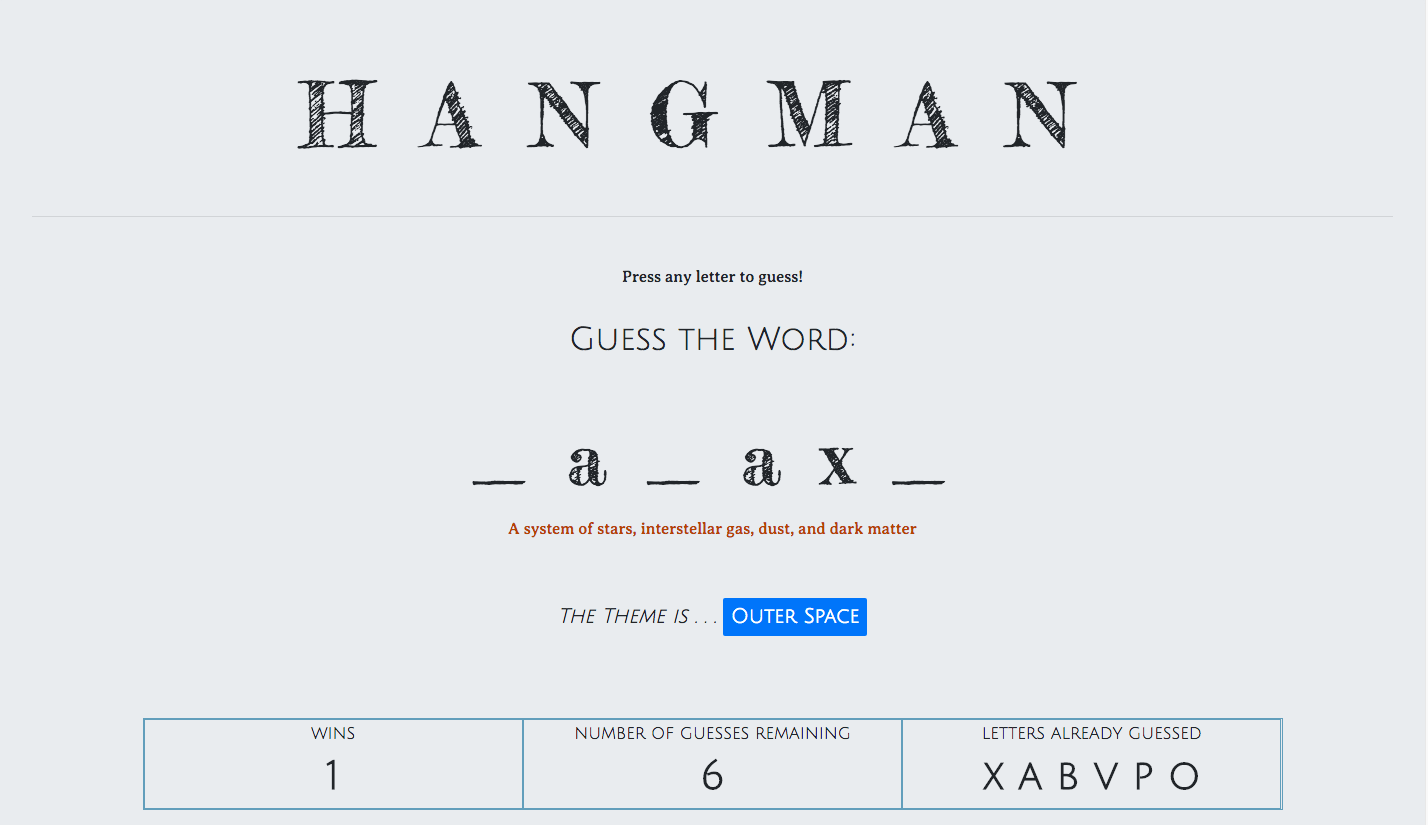 H A N G M A N
Press any letter to guess!
Guess the Word:
_ a _ a x _
A system of stars, interstellar gas, dust, and dark matter
The Theme is . . . Outer Space
WINS
1
NUMBER OF GUESSES REMAINING
6
LETTERS ALREADY GUESSED
X A B V P O